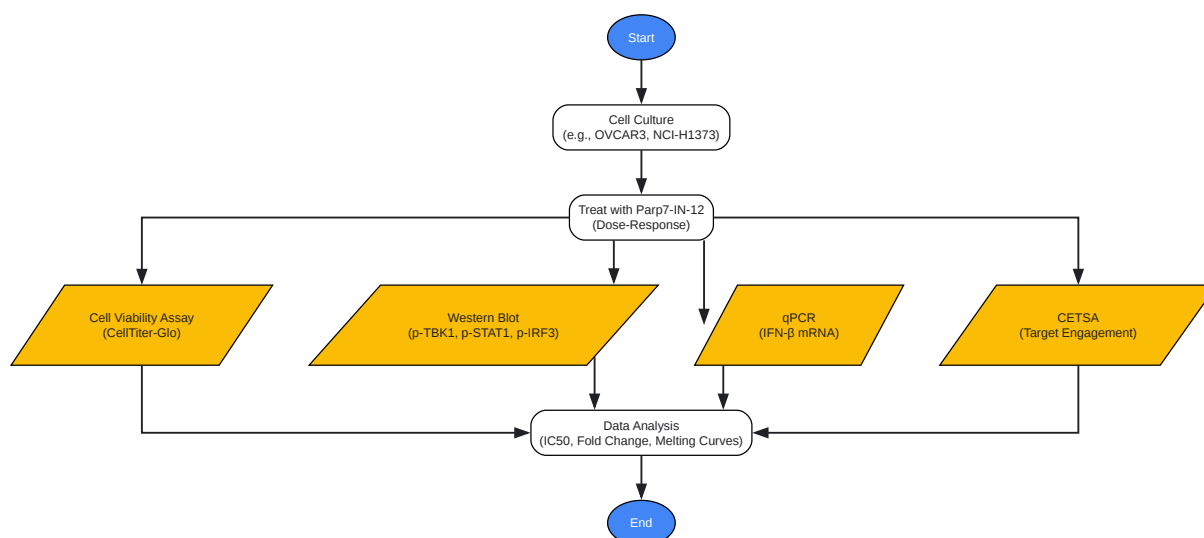 Start
Cell Culture
(e.g., OVCAR3, NCI-H1373)
Treat with Parp7-IN-12
(Dose-Response)
Cell Viability Assay
(CellTiter-Glo)
Western Blot
(p-TBK1, p-STAT1, p-IRF3)
qPCR
(IFN-β mRNA)
CETSA
(Target Engagement)
Data Analysis
(IC50, Fold Change, Melting Curves)
End